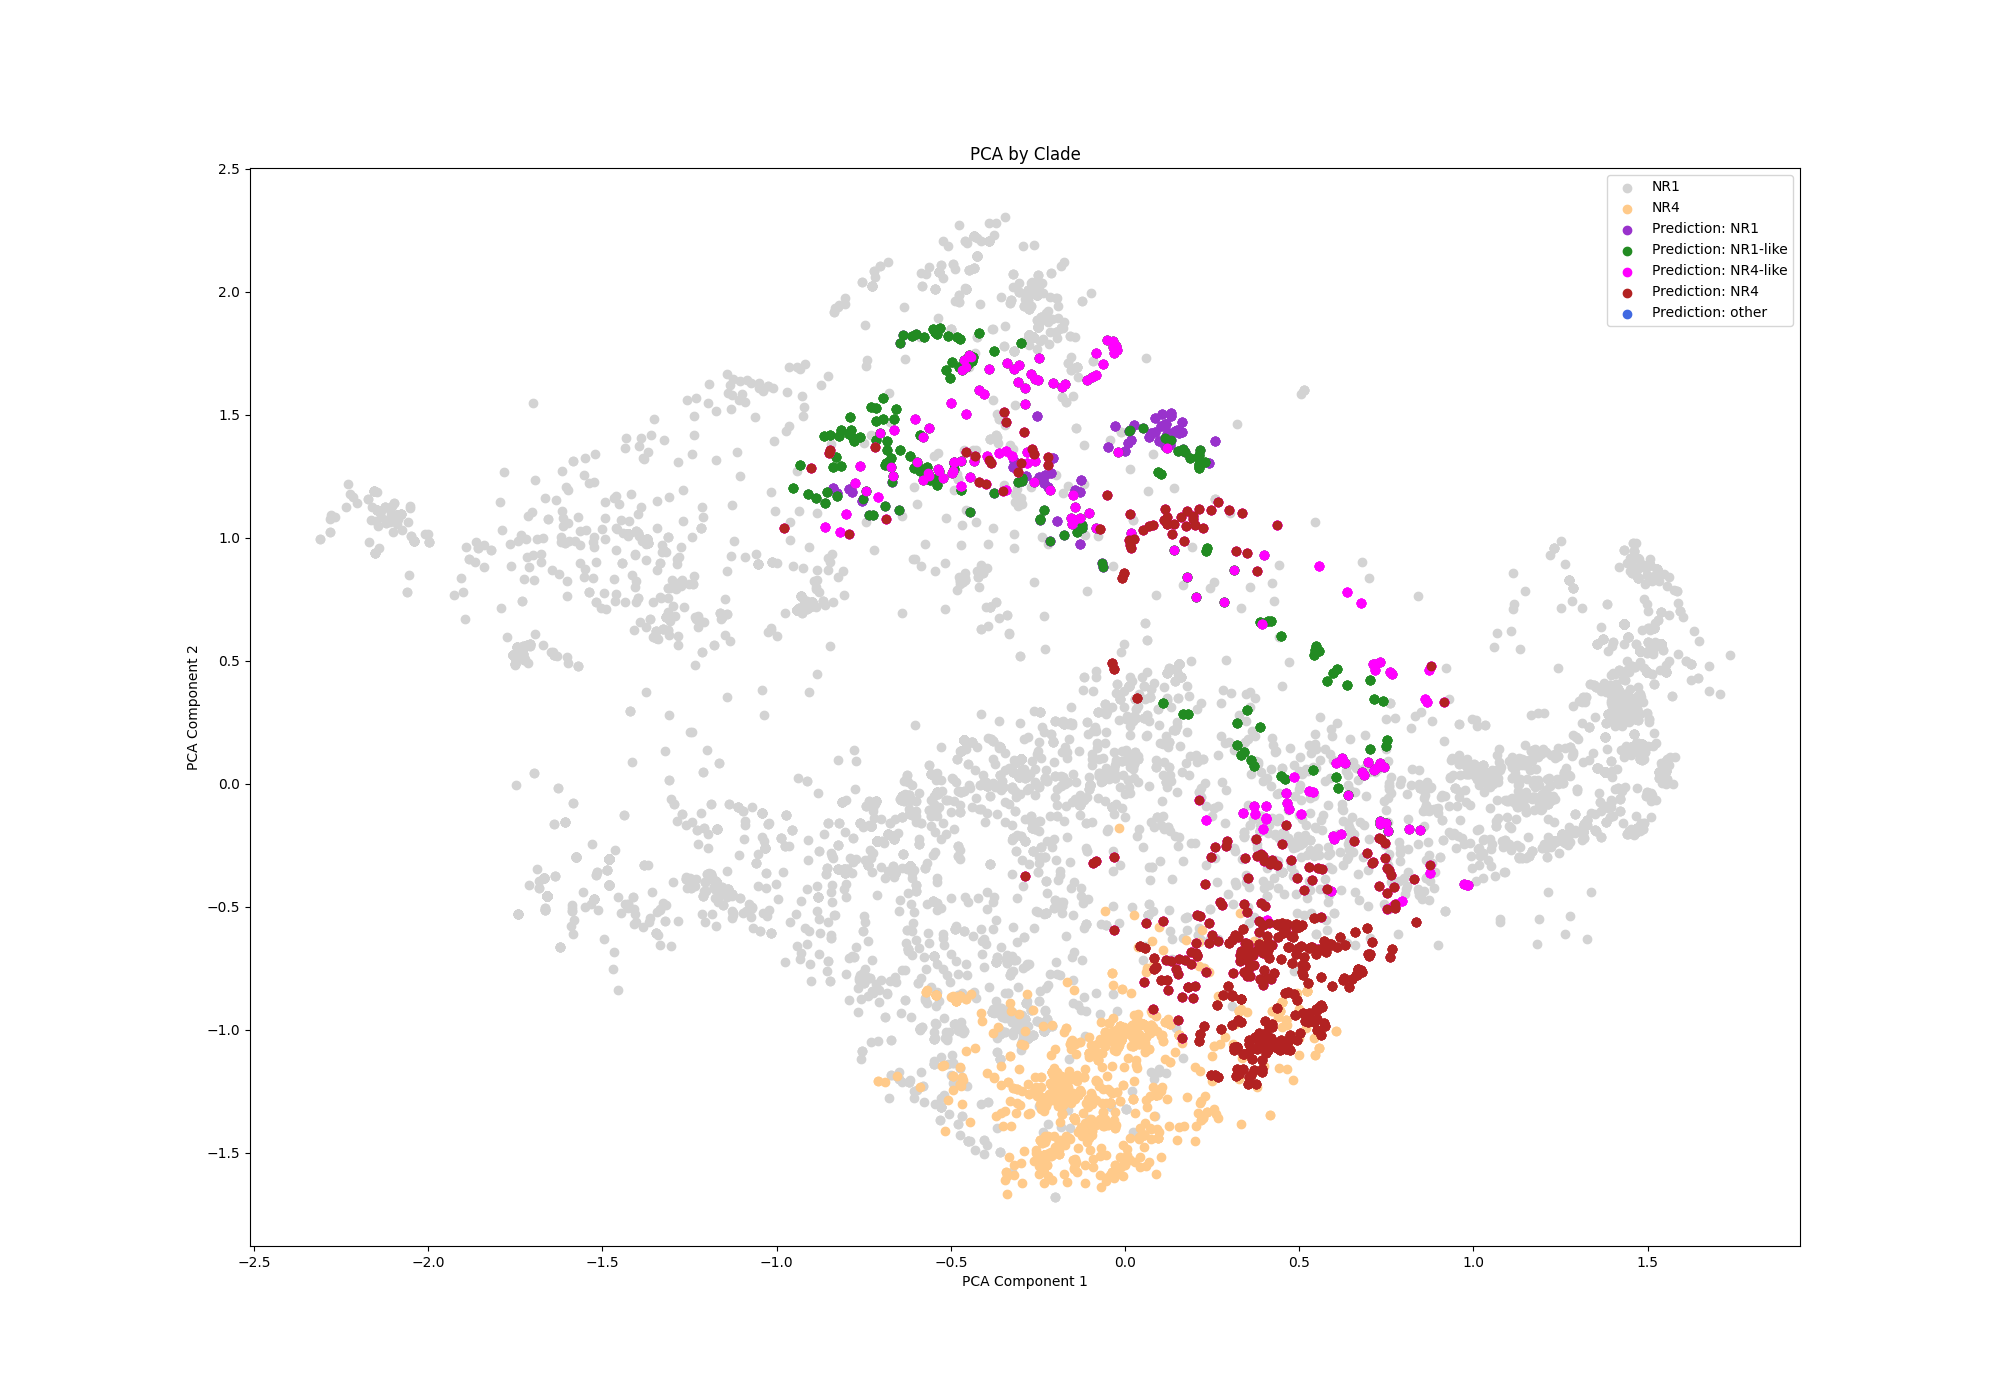 PCA by Clade
NR1
NR4
Prediction: NR1
Prediction: NR1-like
Prediction: NR4-like
Prediction: NR4
Prediction: other
PCA Component 2
2.5
2.0
1.5
1.0
0.5
0.0
−0.5
−1.0
−1.5
−2.5 −2.0 −1.5 −1.0 −0.5 0.0 0.5 1.0 1.5
PCA Component 1